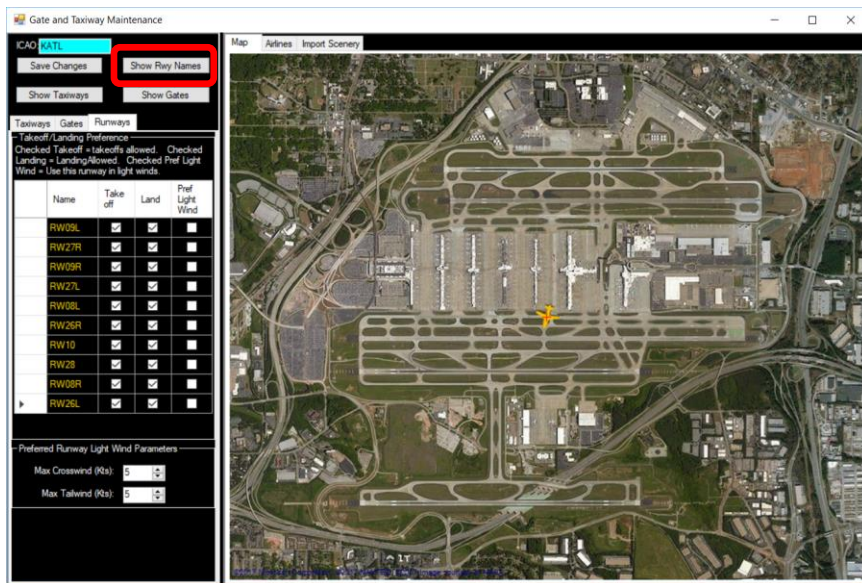 Gate and Taxiway Maintenance
ICAO: KATL
Save Changes
Show Rwy Names
Show Taxiways
Show Gates
Taxiways Gates Runways
Takeoff/Landing Preference
Checked Takeoff = takeoffs allowed. Checked
Landing = LandingAllowed. Checked Pref Light
Wind = Use this runway in light winds.
Name Take off Land Pref Light Wind
RW09L
RW27R
RW09R
RW27L
RW08L
RW26R
RW10
RW28
RW08R
RW26L
Preferred Runway Light Wind Parameters
Max Crosswind (Kts): 5
Max Tailwind (Kts): 5
Map Airlines Import Scenery